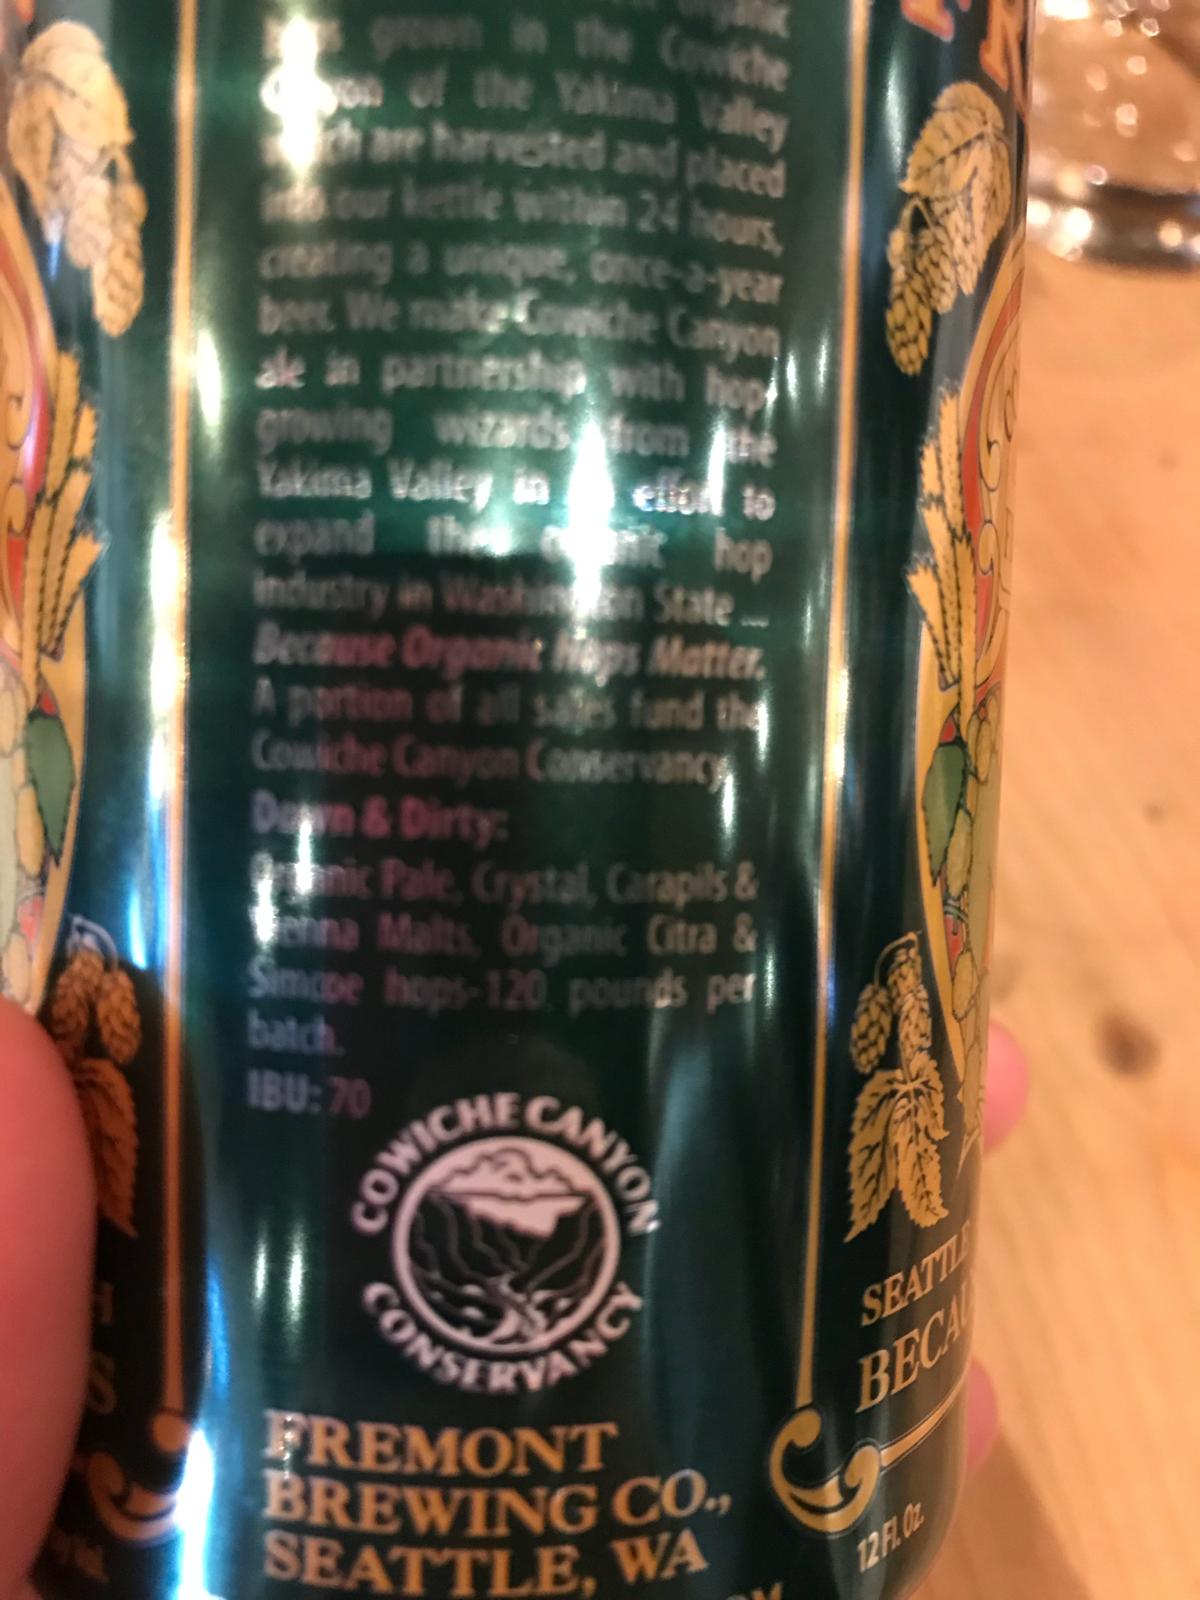 grown in the Cowiche
of the Yakima Valley
which are harvested and placed
into our kettle within 24 hours,
creating a unique, once-a-year
beer. We make Cowiche Canyon
ale in partnership with hop-
growing wizards from the
Yakima Valley in effort to
expand the organic hop
industry in Washington State ...
Because Organic Hops Matter.
A portion of all sales fund the
Cowiche Canyon Conservancy.
Down & Dirty:
Organic Pale, Crystal, Carapils &
Vienna Malts, Organic Citra &
Simcoe hops-120 pounds per
batch.
IBU: 70
COWICHE CANYON
CONSERVANCY
FREMONT
BREWING CO.,
SEATTLE, WA
SEATTLE
BECAU
12 Fl. Oz.